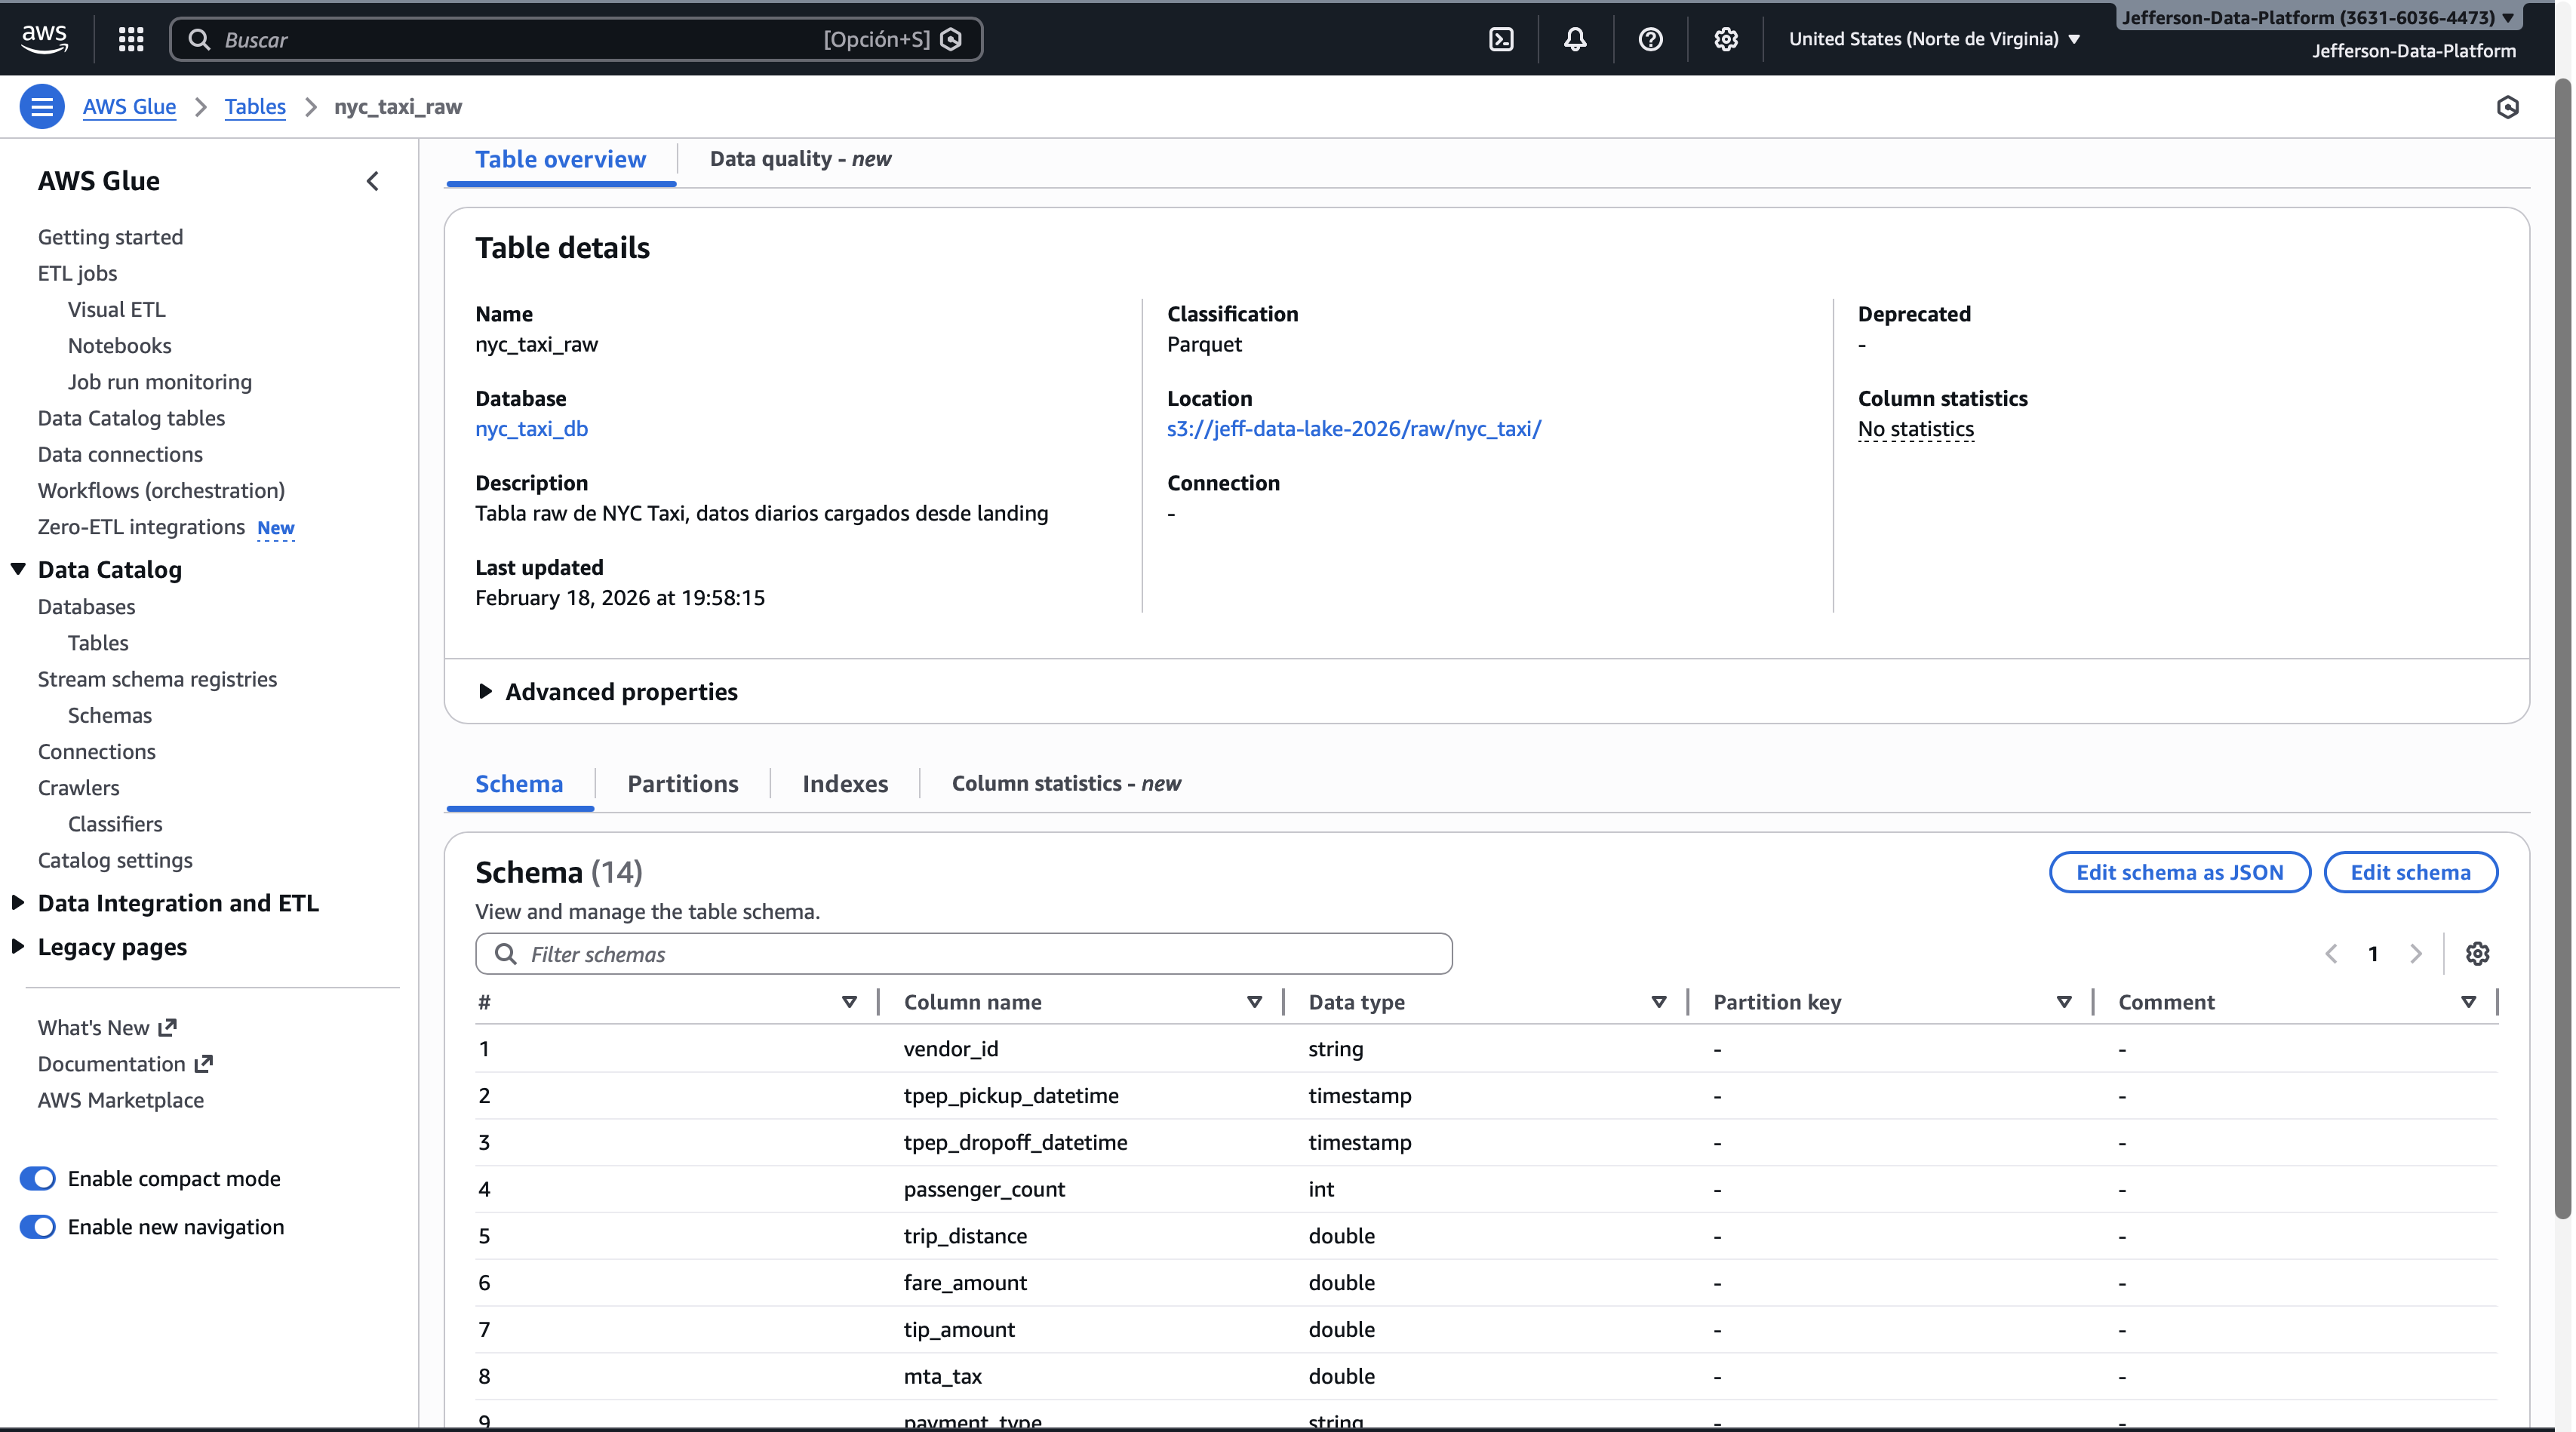 aws
Buscar
[Opción+S]
United States (Norte de Virginia)
Jefferson-Data-Platform (3631-6036-4473)
Jefferson-Data-Platform
AWS Glue
Tables
nyc_taxi_raw
AWS Glue
Getting started
ETL jobs
Visual ETL
Notebooks
Job run monitoring
Data Catalog tables
Data connections
Workflows (orchestration)
Zero-ETL integrations New
Data Catalog
Databases
Tables
Stream schema registries
Schemas
Connections
Crawlers
Classifiers
Catalog settings
Data Integration and ETL
Legacy pages
What's New
Documentation
AWS Marketplace
Enable compact mode
Enable new navigation
Table overview
Data quality - new
Table details
Name
nyc_taxi_raw
Database
nyc_taxi_db
Description
Tabla raw de NYC Taxi, datos diarios cargados desde landing
Last updated
February 18, 2026 at 19:58:15
Classification
Parquet
Location
s3://jeff-data-lake-2026/raw/nyc_taxi/
Connection
-
Deprecated
-
Column statistics
No statistics
Advanced properties
Schema
Partitions
Indexes
Column statistics - new
Schema (14)
Edit schema as JSON
Edit schema
View and manage the table schema.
Filter schemas
1
# Column name Data type Partition key Comment
1 vendor_id string - -
2 tpep_pickup_datetime timestamp - -
3 tpep_dropoff_datetime timestamp - -
4 passenger_count int - -
5 trip_distance double - -
6 fare_amount double - -
7 tip_amount double - -
8 mta_tax double - -
9 payment_type string - -